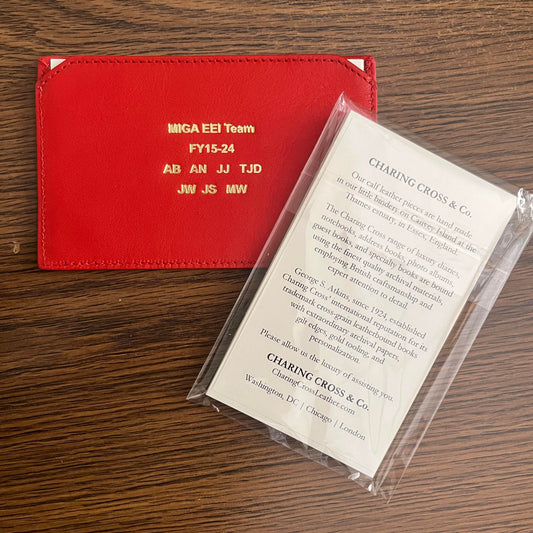 MIGA EEI Team
FY15-24
AB AN JJ TJD
JW JS MW
CHARING CROSS & Co.
Our calf leather pieces are hand made
in our little bindery on Canvey Island at the
Thames estuary, in Essex, England.
The Charing Cross range of luxury diaries,
notebooks, address books, photo albums,
guest books, and specialty books are bound
using the finest quality archival materials,
employing British craftsmanship and
expert attention to detail.
George S. Atkins, since 1924, established
Charing Cross' international reputation for its
trademark cross-grain leatherbound books
with extraordinary archival papers,
gilt edges, gold tooling, and
personalization.
Please allow us the luxury of assisting you.
CHARING CROSS & Co.
CharingCrossLeather.com
Washington, DC | Chicago | London